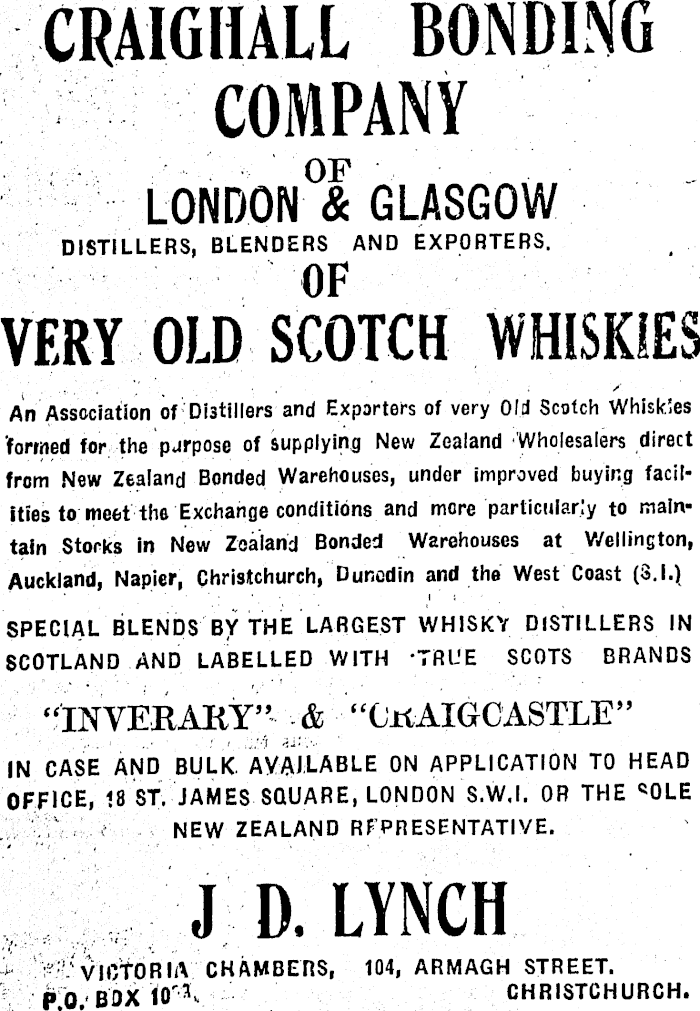 CRAIGHALL BONDING
COMPANY
OF
LONDON & GLASGOW
DISTILLERS, BLENDERS AND EXPORTERS.
OF
VERY OLD SCOTCH WHISKIES
An Association of Distillers and Exporters of very Old Scotch Whiskies
formed for the purpose of supplying New Zealand Wholesalers direct
from New Zealand Bonded Warehouses, under improved buying facil-
ities to meet the Exchange conditions and more particularly to main-
tain Stocks in New Zealand Bonded Warehouses at Wellington,
Auckland, Napier, Christchurch, Dunedin and the West Coast (S.I.)
SPECIAL BLENDS BY THE LARGEST WHISKY DISTILLERS IN
SCOTLAND AND LABELLED WITH TRUE SCOTS BRANDS
"INVERARY" & "CRAIGCASTLE"
IN CASE AND BULK AVAILABLE ON APPLICATION TO HEAD
OFFICE, 18 ST. JAMES SQUARE, LONDON S.W.I. OR THE SOLE
NEW ZEALAND REPRESENTATIVE.
J D. LYNCH
VICTORIA CHAMBERS, 104, ARMAGH STREET.
P.O. BOX
CHRISTCHURCH.